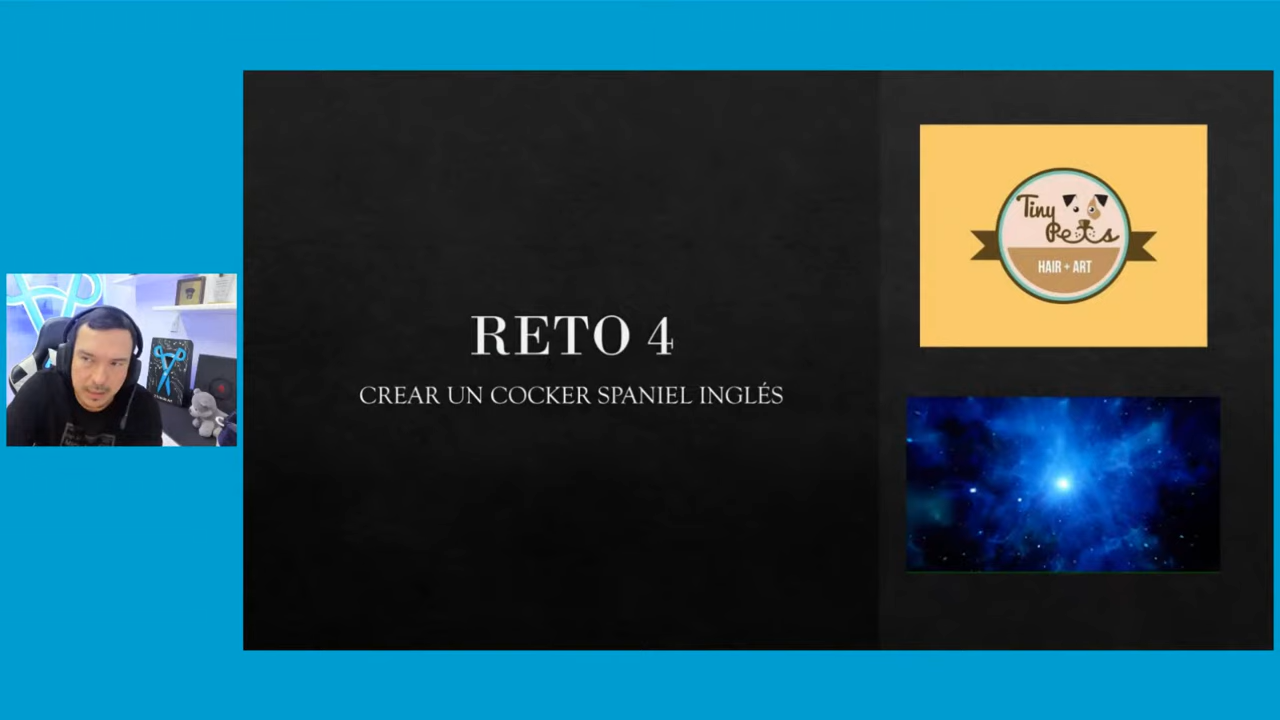 RETO 4
CREAR UN COCKER SPANIEL INGLÉS
Tiny
Pets
HAIR + ART